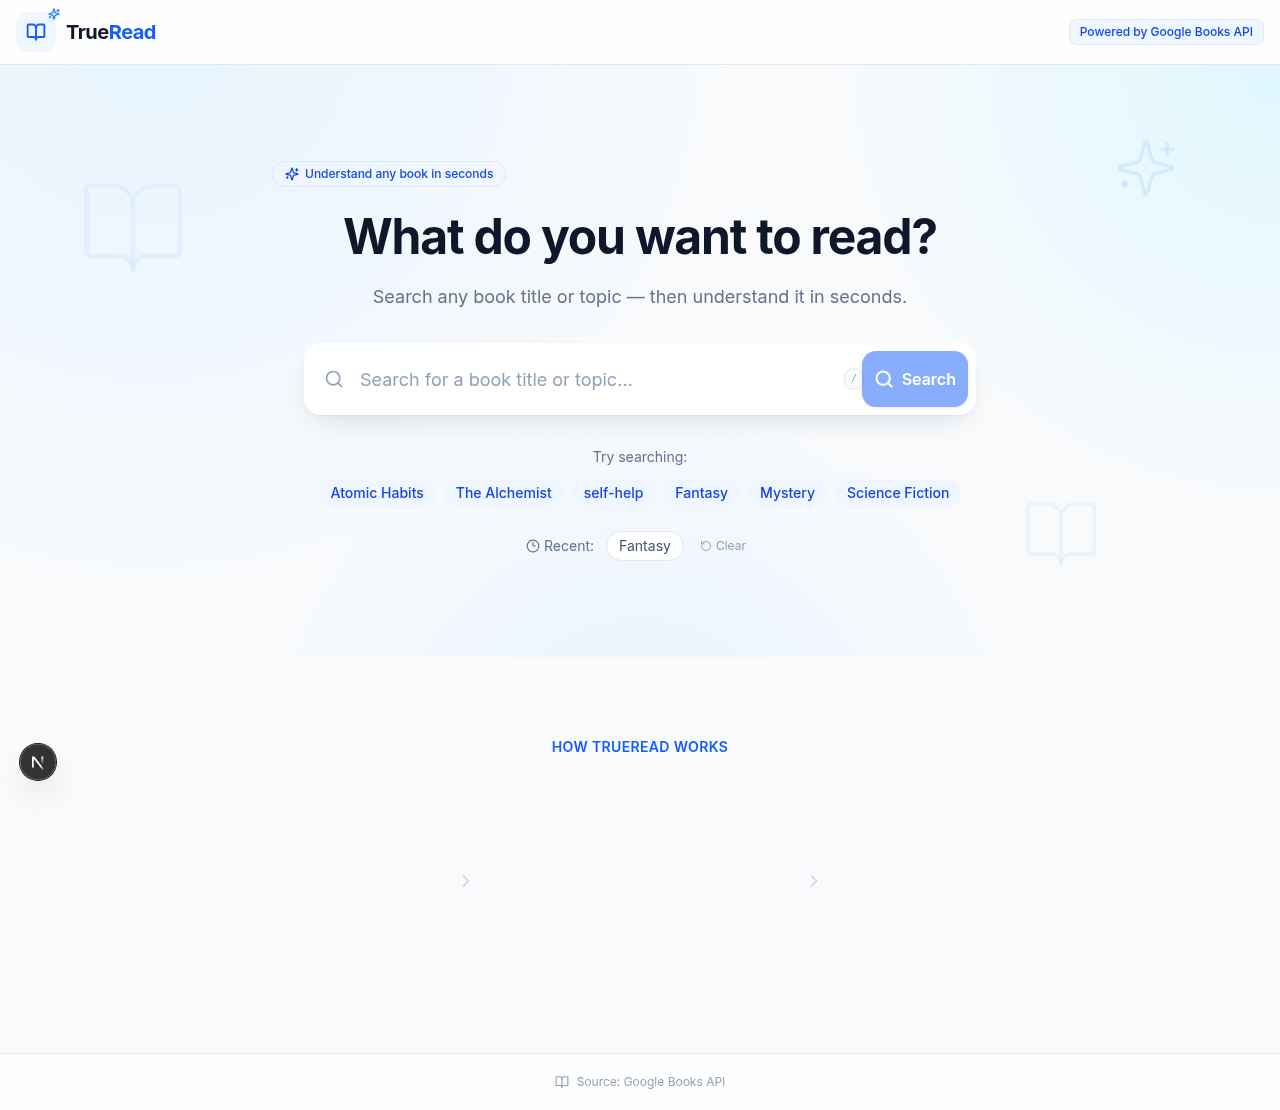 TrueRead
Powered by Google Books API
Understand any book in seconds
What do you want to read?
Search any book title or topic — then understand it in seconds.
Search for a book title or topic...
/
Search
Try searching:
Atomic Habits
The Alchemist
self-help
Fantasy
Mystery
Science Fiction
Recent:
Fantasy
Clear
HOW TRUEREAD WORKS
N
Source: Google Books API